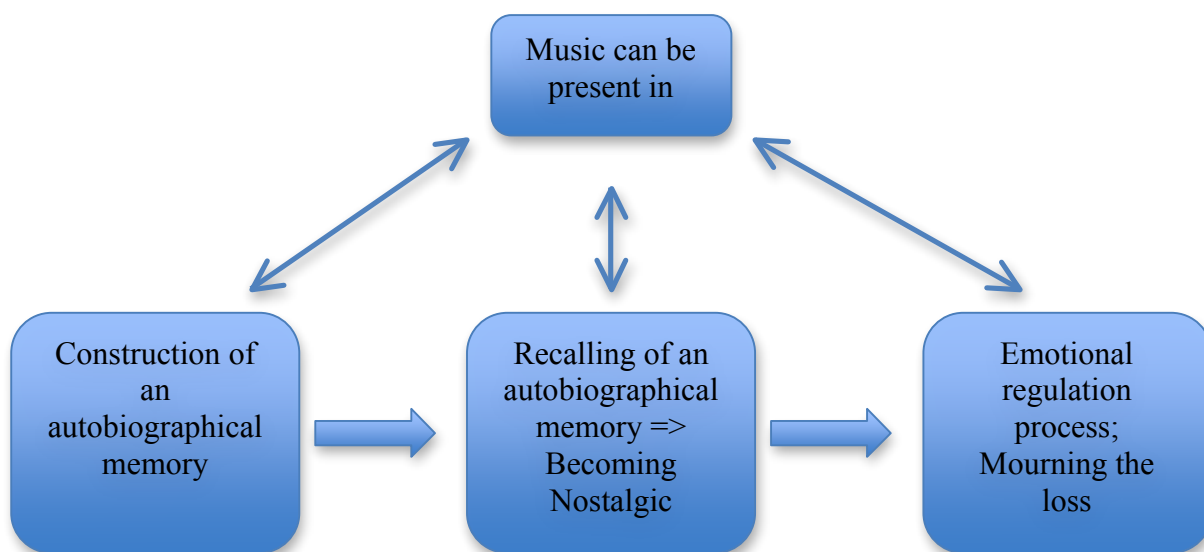 Music can be
present in
Construction of
an
autobiographical
memory
Recalling of an
autobiographical
memory =>
Becoming
Nostalgic
Emotional
regulation
process;
Mourning the
loss